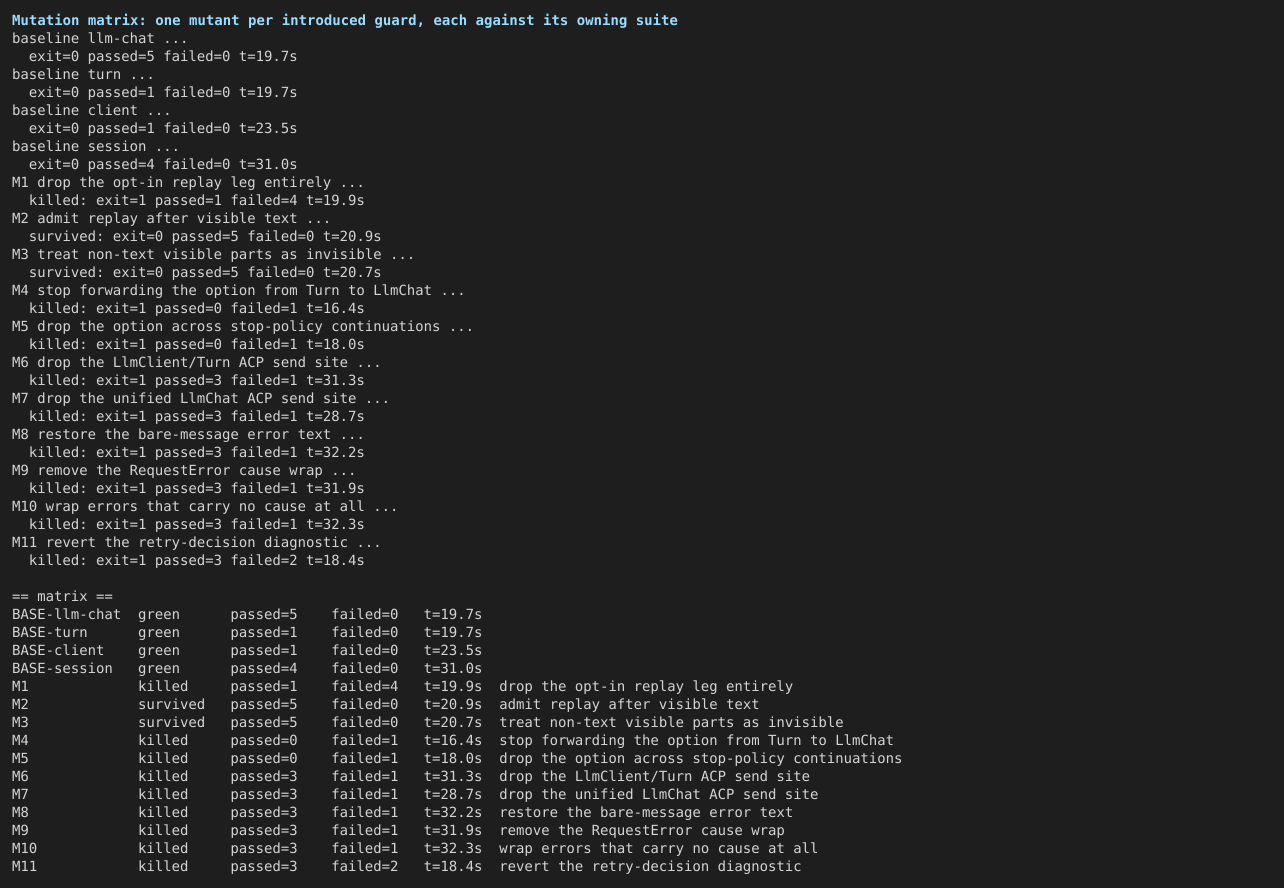 Mutation matrix: one mutant per introduced guard, each against its owning suite
baseline llm-chat ...
  exit=0 passed=5 failed=0 t=19.7s
baseline turn ...
  exit=0 passed=1 failed=0 t=19.7s
baseline client ...
  exit=0 passed=1 failed=0 t=23.5s
baseline session ...
  exit=0 passed=4 failed=0 t=31.0s
M1 drop the opt-in replay leg entirely ...
  killed: exit=1 passed=1 failed=4 t=19.9s
M2 admit replay after visible text ...
  survived: exit=0 passed=5 failed=0 t=20.9s
M3 treat non-text visible parts as invisible ...
  survived: exit=0 passed=5 failed=0 t=20.7s
M4 stop forwarding the option from Turn to LlmChat ...
  killed: exit=1 passed=0 failed=1 t=16.4s
M5 drop the option across stop-policy continuations ...
  killed: exit=1 passed=0 failed=1 t=18.0s
M6 drop the LlmClient/Turn ACP send site ...
  killed: exit=1 passed=3 failed=1 t=31.3s
M7 drop the unified LlmChat ACP send site ...
  killed: exit=1 passed=3 failed=1 t=28.7s
M8 restore the bare-message error text ...
  killed: exit=1 passed=3 failed=1 t=32.2s
M9 remove the RequestError cause wrap ...
  killed: exit=1 passed=3 failed=1 t=31.9s
M10 wrap errors that carry no cause at all ...
  killed: exit=1 passed=3 failed=1 t=32.3s
M11 revert the retry-decision diagnostic ...
  killed: exit=1 passed=3 failed=2 t=18.4s

== matrix ==
BASE-llm-chat  green      passed=5    failed=0   t=19.7s
BASE-turn      green      passed=1    failed=0   t=19.7s
BASE-client    green      passed=1    failed=0   t=23.5s
BASE-session   green      passed=4    failed=0   t=31.0s
M1             killed     passed=1    failed=4   t=19.9s  drop the opt-in replay leg entirely
M2             survived   passed=5    failed=0   t=20.9s  admit replay after visible text
M3             survived   passed=5    failed=0   t=20.7s  treat non-text visible parts as invisible
M4             killed     passed=0    failed=1   t=16.4s  stop forwarding the option from Turn to LlmChat
M5             killed     passed=0    failed=1   t=18.0s  drop the option across stop-policy continuations
M6             killed     passed=3    failed=1   t=31.3s  drop the LlmClient/Turn ACP send site
M7             killed     passed=3    failed=1   t=28.7s  drop the unified LlmChat ACP send site
M8             killed     passed=3    failed=1   t=32.2s  restore the bare-message error text
M9             killed     passed=3    failed=1   t=31.9s  remove the RequestError cause wrap
M10            killed     passed=3    failed=1   t=32.3s  wrap errors that carry no cause at all
M11            killed     passed=3    failed=2   t=18.4s  revert the retry-decision diagnostic